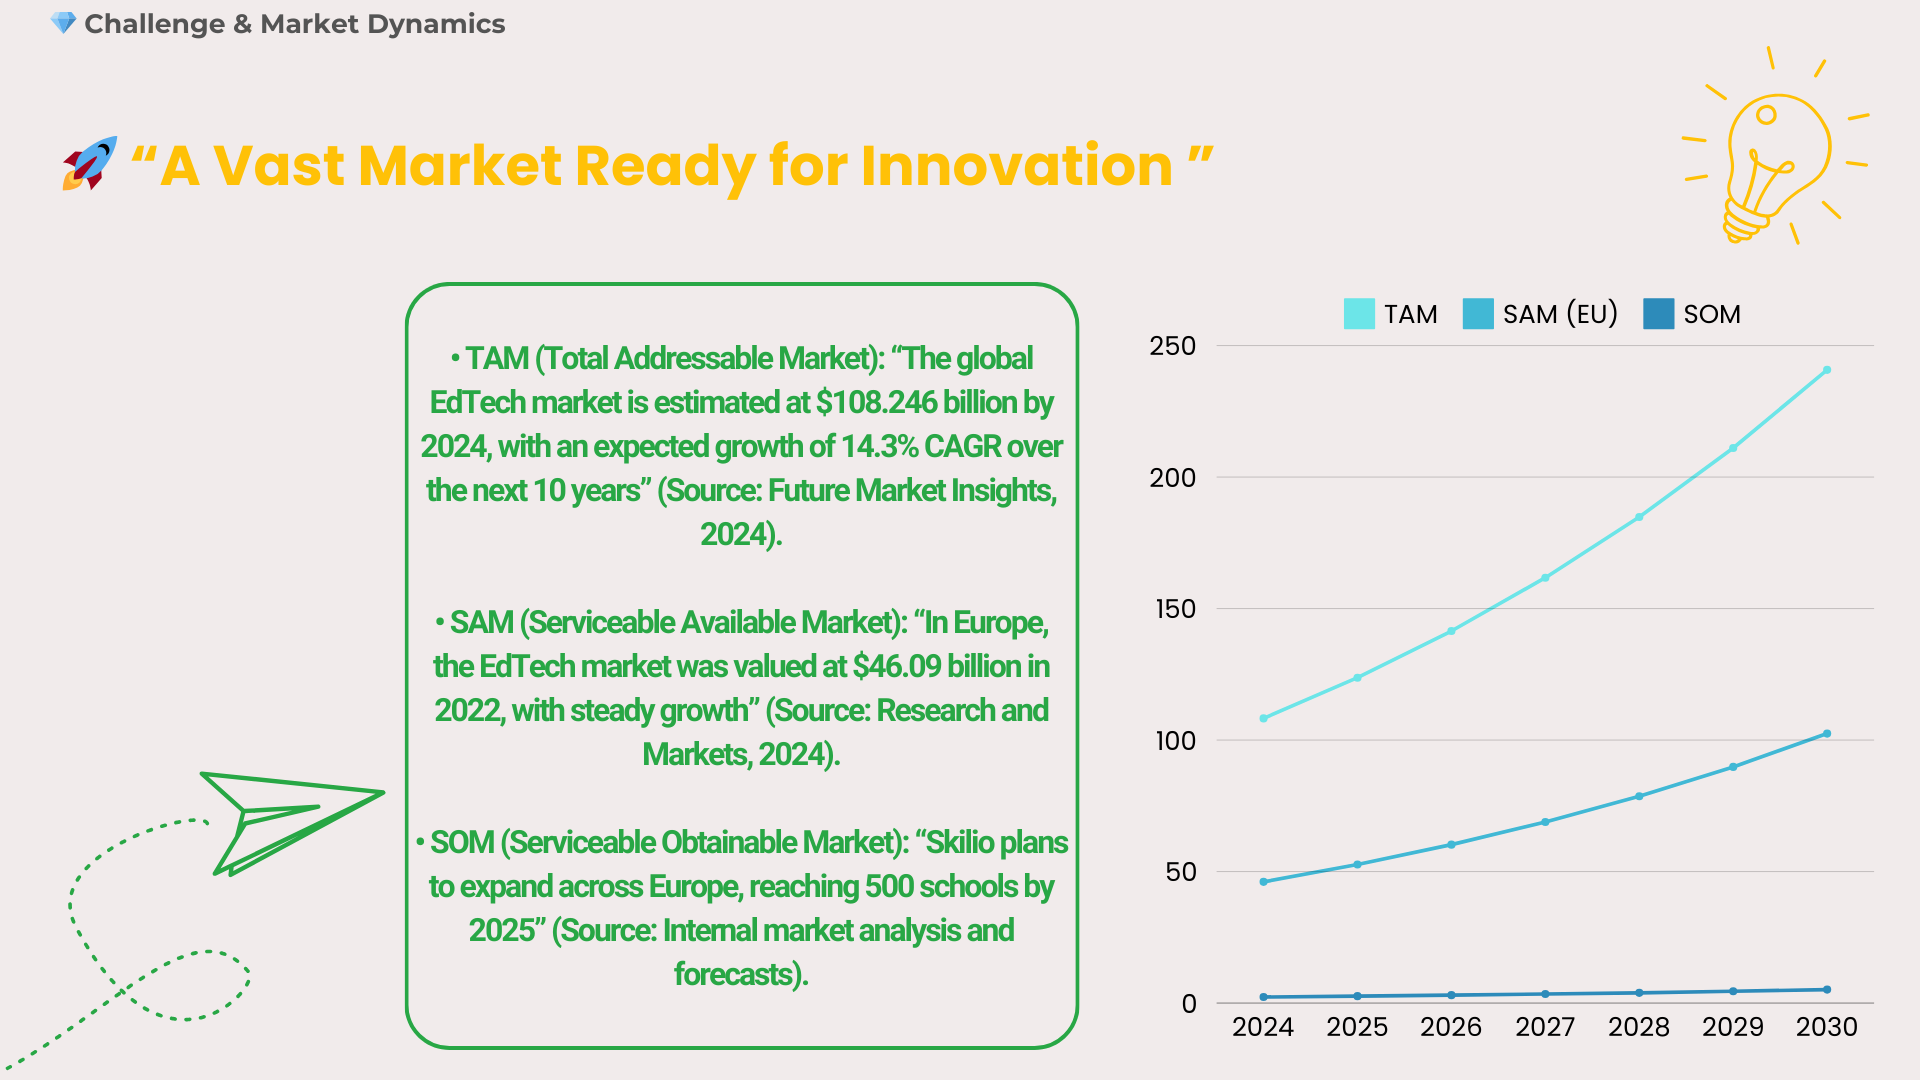 💎 Challenge & Market Dynamics
🚀 “A Vast Market Ready for Innovation ”
• TAM (Total Addressable Market): “The global
EdTech market is estimated at $108.246 billion by
2024, with an expected growth of 14.3% CAGR over
the next 10 years” (Source: Future Market Insights,
2024).
• SAM (Serviceable Available Market): “In Europe,
the EdTech market was valued at $46.09 billion in
2022, with steady growth” (Source: Research and
Markets, 2024).
• SOM (Serviceable Obtainable Market): “Skilio plans
to expand across Europe, reaching 500 schools by
2025” (Source: Internal market analysis and
forecasts).
TAM SAM (EU) SOM
250
200
150
100
50
0
2024 2025 2026 2027 2028 2029 2030